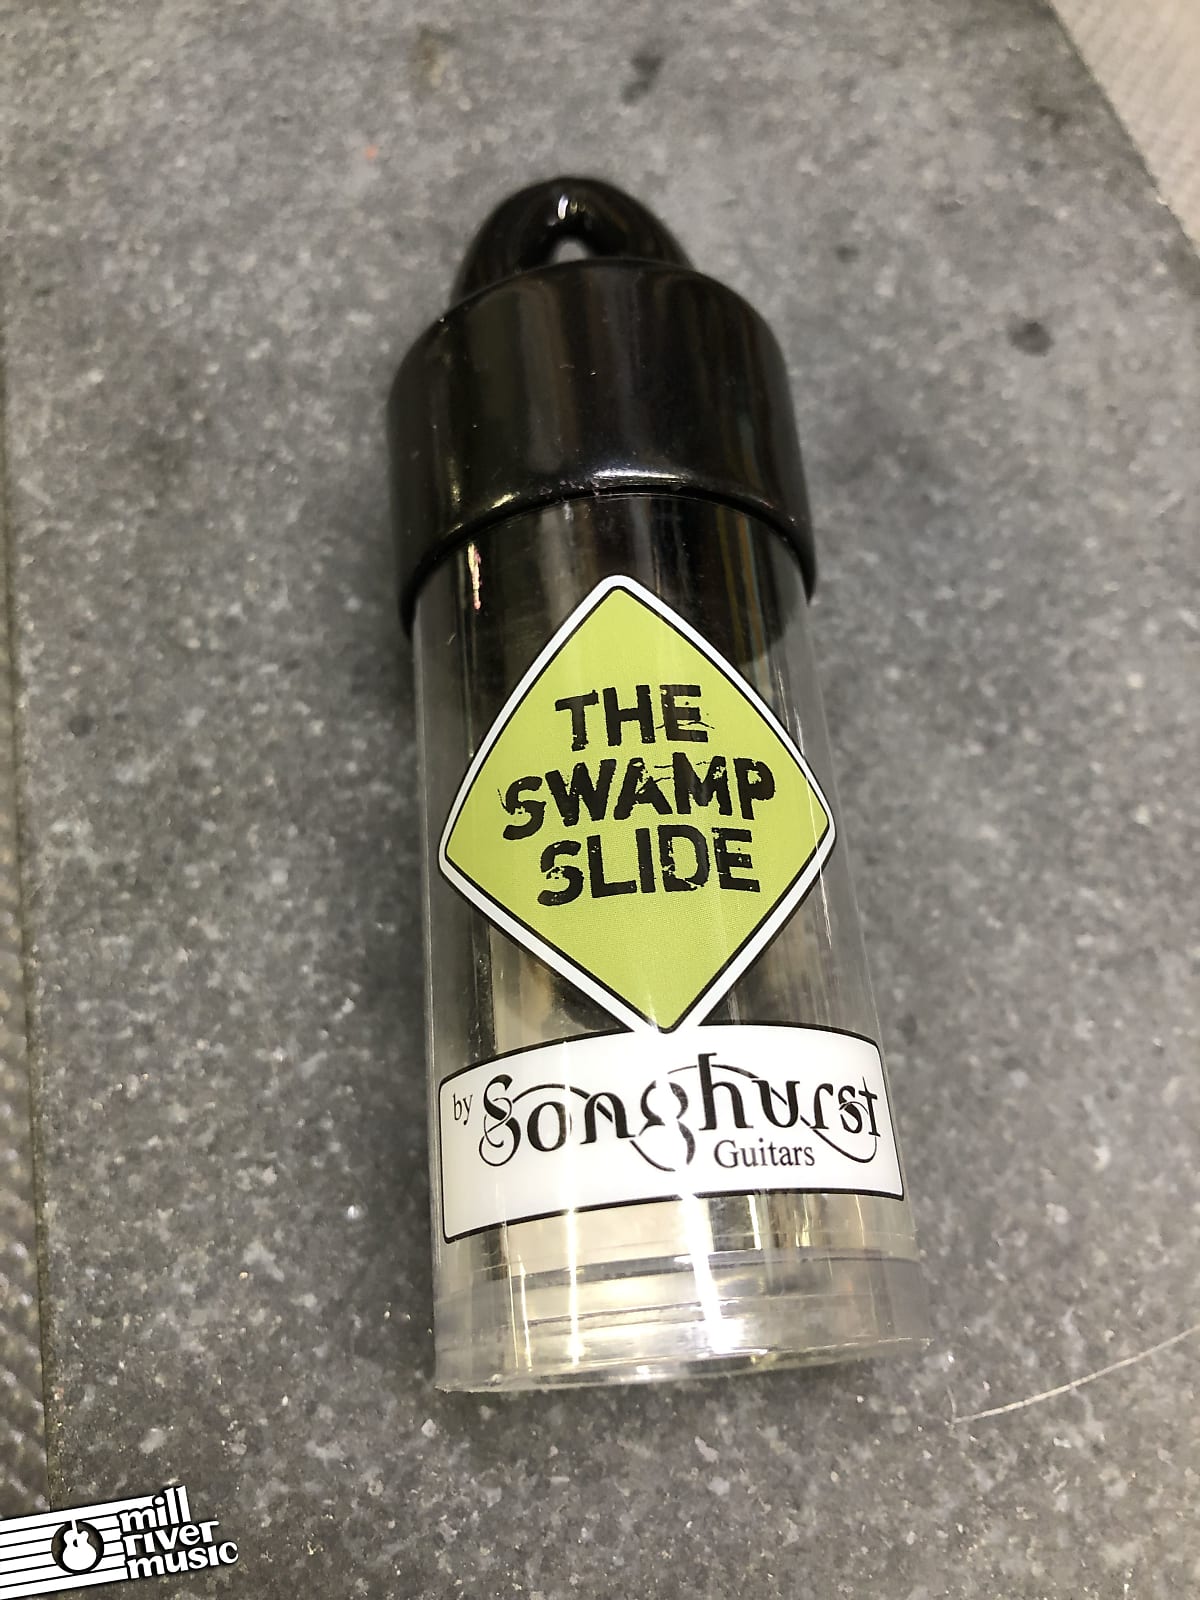 THE
SWAMP
SLIDE
by Songhurst
Guitars
mill
river
music